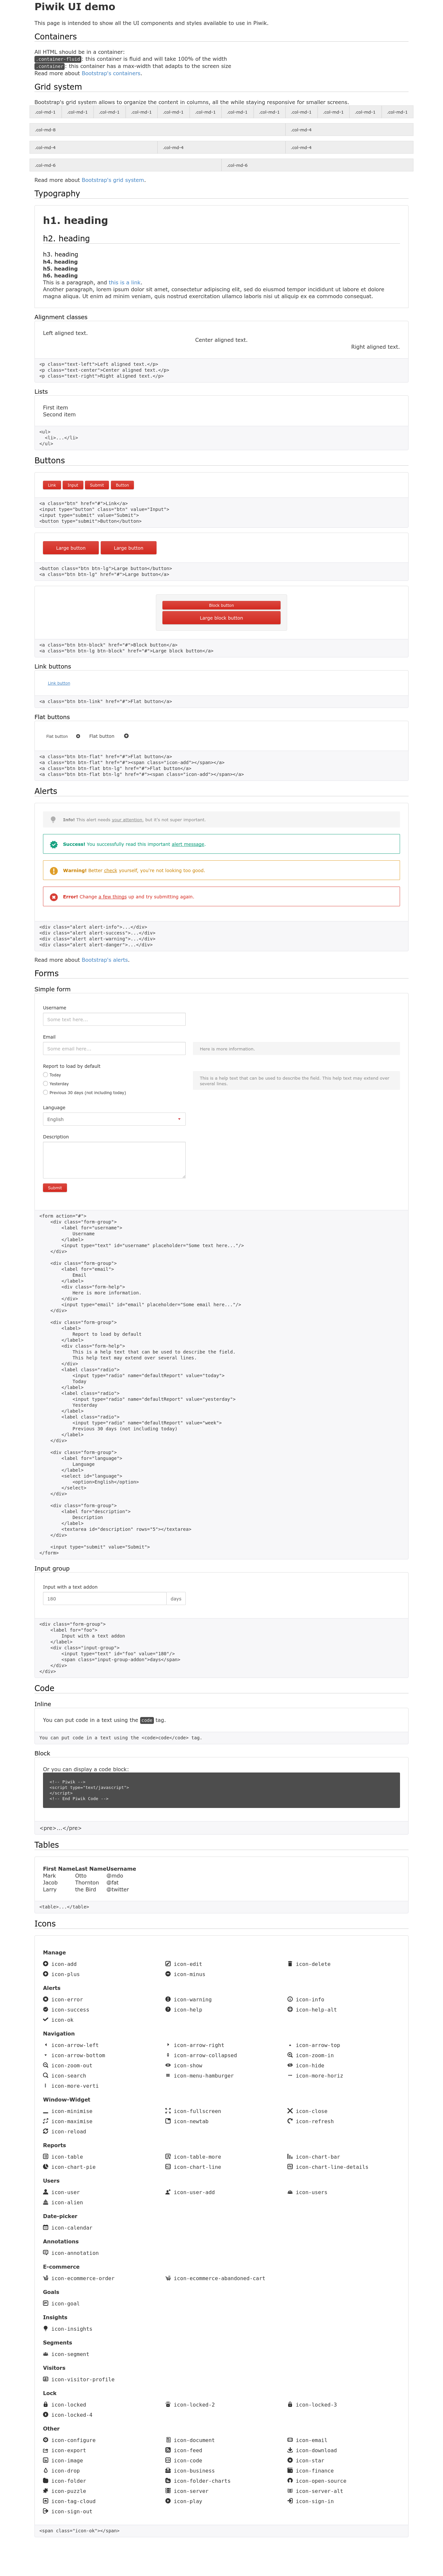 Piwik UI demo
This page is intended to show all the UI components and styles available to use in Piwik.
Containers
All HTML should be in a container:
.container-fluid: this container is fluid and will take 100% of the width
.container: this container has a max-width that adapts to the screen size
Read more about Bootstrap's containers.
Grid system
Bootstrap's grid system allows to organize the content in columns, all the while staying responsive for smaller screens.
.col-md-1 .col-md-1 .col-md-1 .col-md-1 .col-md-1 .col-md-1 .col-md-1 .col-md-1 .col-md-1 .col-md-1 .col-md-1 .col-md-1
.col-md-8 .col-md-4
.col-md-4 .col-md-4 .col-md-4
.col-md-6 .col-md-6
Read more about Bootstrap's grid system.
Typography
h1. heading
h2. heading
h3. heading
h4. heading
h5. heading
h6. heading
This is a paragraph, and this is a link.
Another paragraph, lorem ipsum dolor sit amet, consectetur adipisicing elit, sed do eiusmod tempor incididunt ut labore et dolore
magna aliqua. Ut enim ad minim veniam, quis nostrud exercitation ullamco laboris nisi ut aliquip ex ea commodo consequat.
Alignment classes
Left aligned text.
Center aligned text.
Right aligned text.
<p class="text-left">Left aligned text.</p>
<p class="text-center">Center aligned text.</p>
<p class="text-right">Right aligned text.</p>
Lists
First item
Second item
<ul>
<li>...</li>
</ul>
Buttons
Link Input Submit Button
<a class="btn" href="#">Link</a>
<input type="button" class="btn" value="Input">
<input type="submit" value="Submit">
<button type="submit">Button</button>
Large button Large button
<button class="btn btn-lg">Large button</button>
<a class="btn btn-lg" href="#">Large button</a>
Block button
Large block button
<a class="btn btn-block" href="#">Block button</a>
<a class="btn btn-lg btn-block" href="#">Large block button</a>
Link buttons
Link button
<a class="btn btn-link" href="#">Flat button</a>
Flat buttons
Flat button Flat button
<a class="btn btn-flat" href="#">Flat button</a>
<a class="btn btn-flat" href="#"><span class="icon-add"></span></a>
<a class="btn btn-flat btn-lg" href="#">Flat button</a>
<a class="btn btn-flat btn-lg" href="#"><span class="icon-add"></span></a>
Alerts
Info! This alert needs your attention, but it's not super important.
Success! You successfully read this important alert message.
Warning! Better check yourself, you're not looking too good.
Error! Change a few things up and try submitting again.
<div class="alert alert-info">...</div>
<div class="alert alert-success">...</div>
<div class="alert alert-warning">...</div>
<div class="alert alert-danger">...</div>
Read more about Bootstrap's alerts.
Forms
Simple form
Username
Some text here...
Email
Some email here... Here is more information.
Report to load by default
Today
Yesterday
Previous 30 days (not including today)
This is a help text that can be used to describe the field. This help text may extend over
several lines.
Language
English
Description
Submit
<form action="#">
<div class="form-group">
<label for="username">
Username
</label>
<input type="text" id="username" placeholder="Some text here..."/>
</div>
<div class="form-group">
<label for="email">
Email
</label>
<div class="form-help">
Here is more information.
</div>
<input type="email" id="email" placeholder="Some email here..."/>
</div>
<div class="form-group">
<label>
Report to load by default
</label>
<div class="form-help">
This is a help text that can be used to describe the field.
This help text may extend over several lines.
</div>
<label class="radio">
<input type="radio" name="defaultReport" value="today">
Today
</label>
<label class="radio">
<input type="radio" name="defaultReport" value="yesterday">
Yesterday
</label>
<label class="radio">
<input type="radio" name="defaultReport" value="week">
Previous 30 days (not including today)
</label>
</div>
<div class="form-group">
<label for="language">
Language
</label>
<select id="language">
<option>English</option>
</select>
</div>
<div class="form-group">
<label for="description">
Description
</label>
<textarea id="description" rows="5"></textarea>
</div>
<input type="submit" value="Submit">
</form>
Input group
Input with a text addon
180 days
<div class="form-group">
<label for="foo">
Input with a text addon
</label>
<div class="input-group">
<input type="text" id="foo" value="180"/>
<span class="input-group-addon">days</span>
</div>
</div>
Code
Inline
You can put code in a text using the code tag.
You can put code in a text using the <code>code</code> tag.
Block
Or you can display a code block:
<!-- Piwik -->
<script type="text/javascript">
</script>
<!-- End Piwik Code -->
<pre>...</pre>
Tables
First Name Last Name Username
Mark Otto @mdo
Jacob Thornton @fat
Larry the Bird @twitter
<table>...</table>
Icons
Manage
icon-add icon-edit icon-delete
icon-plus icon-minus
Alerts
icon-error icon-warning icon-info
icon-success icon-help icon-help-alt
icon-ok
Navigation
icon-arrow-left icon-arrow-right icon-arrow-top
icon-arrow-bottom icon-arrow-collapsed icon-zoom-in
icon-zoom-out icon-show icon-hide
icon-search icon-menu-hamburger icon-more-horiz
icon-more-verti
Window-Widget
icon-minimise icon-fullscreen icon-close
icon-maximise icon-newtab icon-refresh
icon-reload
Reports
icon-table icon-table-more icon-chart-bar
icon-chart-pie icon-chart-line icon-chart-line-details
Users
icon-user icon-user-add icon-users
icon-alien
Date-picker
icon-calendar
Annotations
icon-annotation
E-commerce
icon-ecommerce-order icon-ecommerce-abandoned-cart
Goals
icon-goal
Insights
icon-insights
Segments
icon-segment
Visitors
icon-visitor-profile
Lock
icon-locked icon-locked-2 icon-locked-3
icon-locked-4
Other
icon-configure icon-document icon-email
icon-export icon-feed icon-download
icon-image icon-code icon-star
icon-drop icon-business icon-finance
icon-folder icon-folder-charts icon-open-source
icon-puzzle icon-server icon-server-alt
icon-tag-cloud icon-play icon-sign-in
icon-sign-out
<span class="icon-ok"></span>